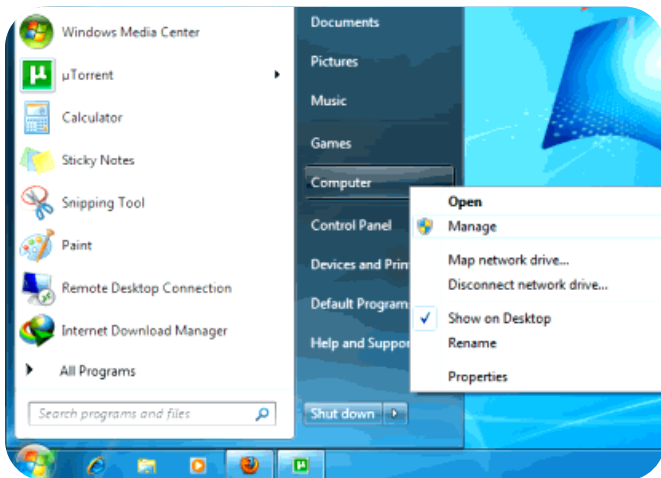 Windows Media Center
µTorrent
Calculator
Sticky Notes
Snipping Tool
Paint
Remote Desktop Connection
Internet Download Manager
All Programs
Search programs and files
Documents
Pictures
Music
Games
Computer
Control Panel
Devices and Prin
Default Program
Help and Suppor
Shut down
Open
Manage
Map network drive...
Disconnect network drive...
Show on Desktop
Rename
Properties